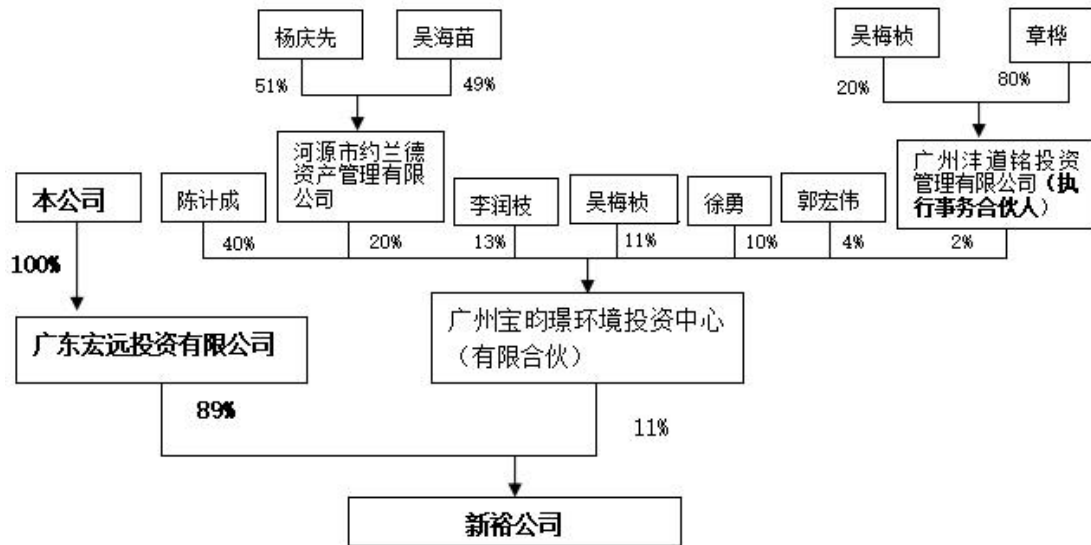 杨庆先
吴海苗
吴梅桢
章桦
51%
49%
20%
80%
本公司
陈计成
河源市约兰德
资产管理有限
公司
李润枝
吴梅桢
徐勇
郭宏伟
广州沣道铭投资
管理有限公司（执
行事务合伙人）
100%
40%
20%
13%
11%
10%
4%
2%
广东宏远投资有限公司
广州宝昀璟环境投资中心
（有限合伙）
89%
11%
新裕公司